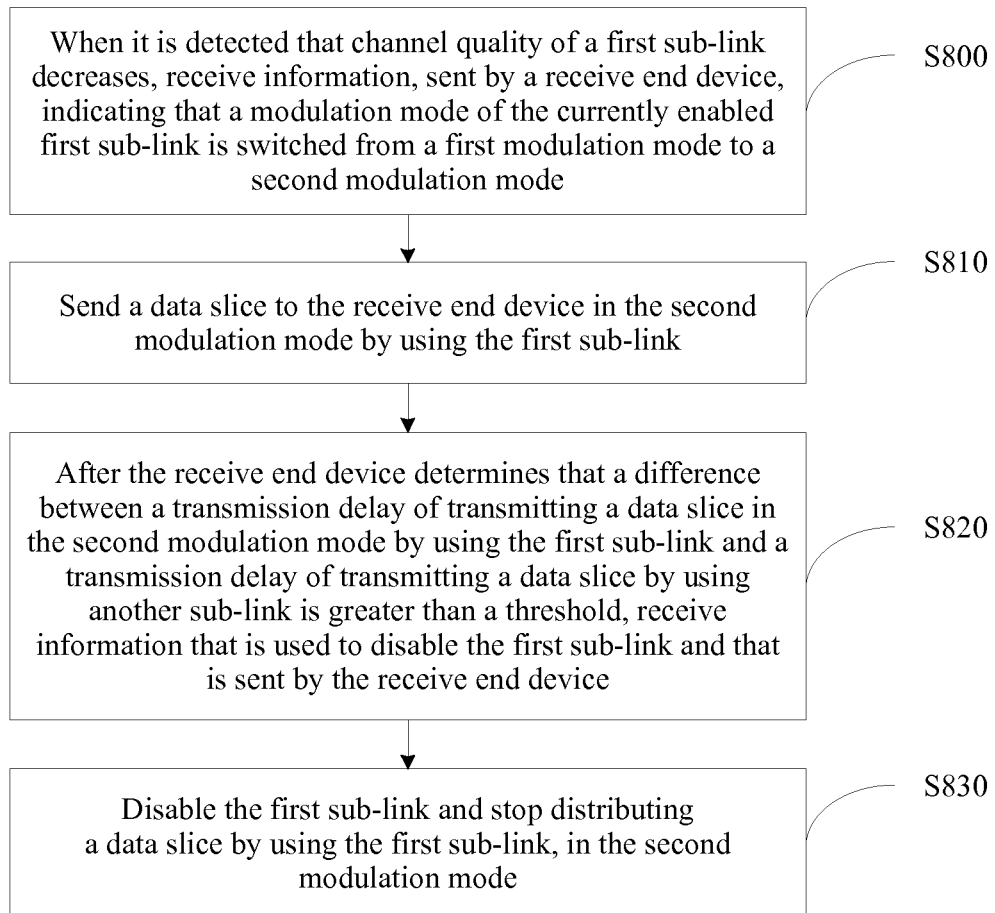 When it is detected that channel quality of a first sub-link
decreases, receive information, sent by a receive end device,
indicating that a modulation mode of the currently enabled
first sub-link is switched from a first modulation mode to a
second modulation mode
S800
Send a data slice to the receive end device in the second
modulation mode by using the first sub-link
S810
After the receive end device determines that a difference
between a transmission delay of transmitting a data slice in
the second modulation mode by using the first sub-link and a
transmission delay of transmitting a data slice by using
another sub-link is greater than a threshold, receive
information that is used to disable the first sub-link and that
is sent by the receive end device
S820
Disable the first sub-link and stop distributing
a data slice by using the first sub-link, in the second
modulation mode
S830